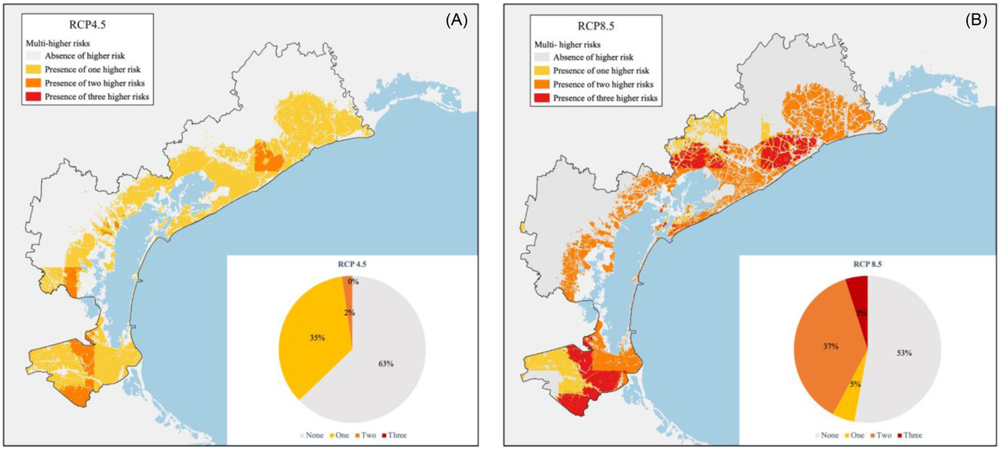 (A)
RCP4.5
Multi-higher risks
Absence of higher risk
Presence of one higher risk
Presence of two higher risks
Presence of three higher risks
RCP 4.5
0%
2%
35%
63%
None One Two Three
(B)
RCP8.5
Multi- higher risks
Absence of higher risk
Presence of one higher risk
Presence of two higher risks
Presence of three higher risks
RCP 8.5
5%
37%
53%
5%
None One Two Three